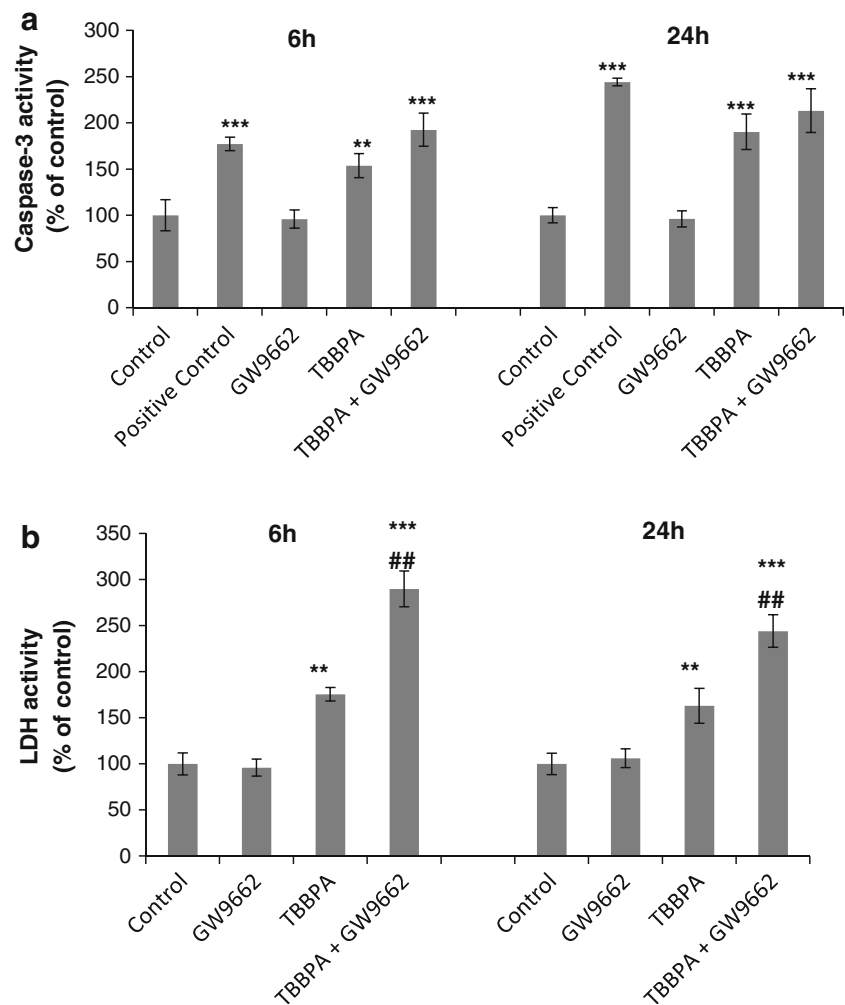 a
Caspase-3 activity
(% of control)
300
250
200
150
100
50
0
6h
24h
***
**
***
***
***
***
Control
Positive Control
GW9662
TBBPA
TBBPA + GW9662
Control
Positive Control
GW9662
TBBPA
TBBPA + GW9662
b
LDH activity
(% of control)
350
300
250
200
150
100
50
0
6h
24h
**
***
##
**
***
##
Control
GW9662
TBBPA
TBBPA + GW9662
Control
GW9662
TBBPA
TBBPA + GW9662